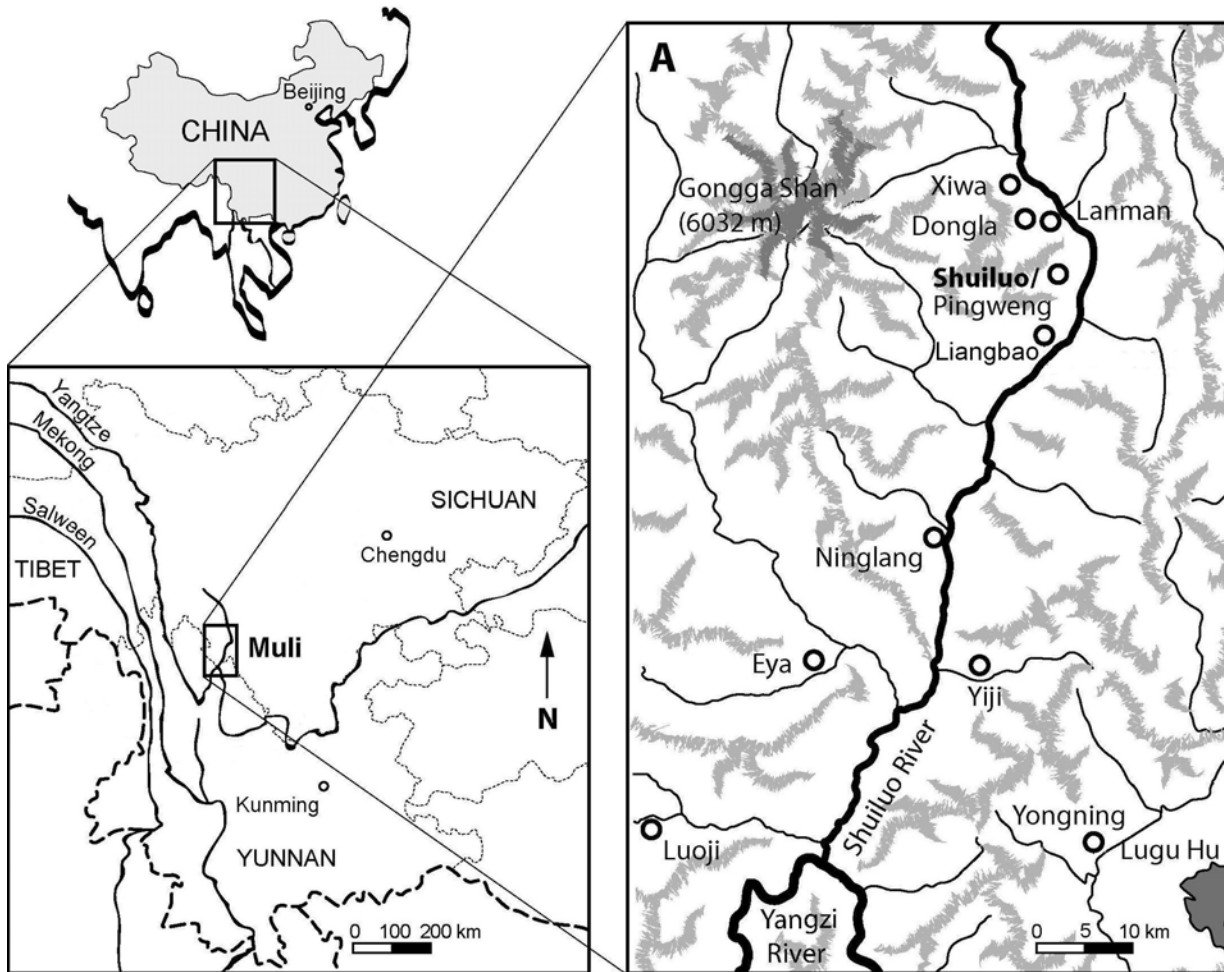 Beijing
CHINA
Yangtze
Mekong
Salween
TIBET
SICHUAN
Chengdu
Muli
N
Kunming
YUNNAN
0 100 200 km
A
Gongga Shan
(6032 m)
Xiwa
Dongla
Lanman
Shuiluo/
Pingweng
Liangbao
Ninglang
Eya
Yiji
Shuiluo River
Luoji
Yongning
Lugu Hu
Yangzi
River
0 5 10 km